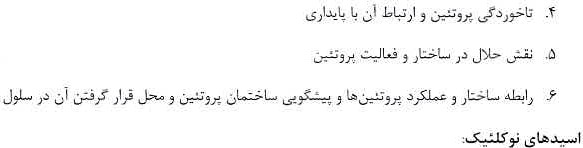 ۴. تاخوردگی پروتئین و ارتباط آن با پایداری
۵. نقش حلال در ساختار و فعالیت پروتئین
۶. رابطه ساختار و عملکرد پروتئین‌ها و پیشگویی ساختمان پروتئین و محل قرار گرفتن آن در سلول
اسیدهای نوکلئیک: